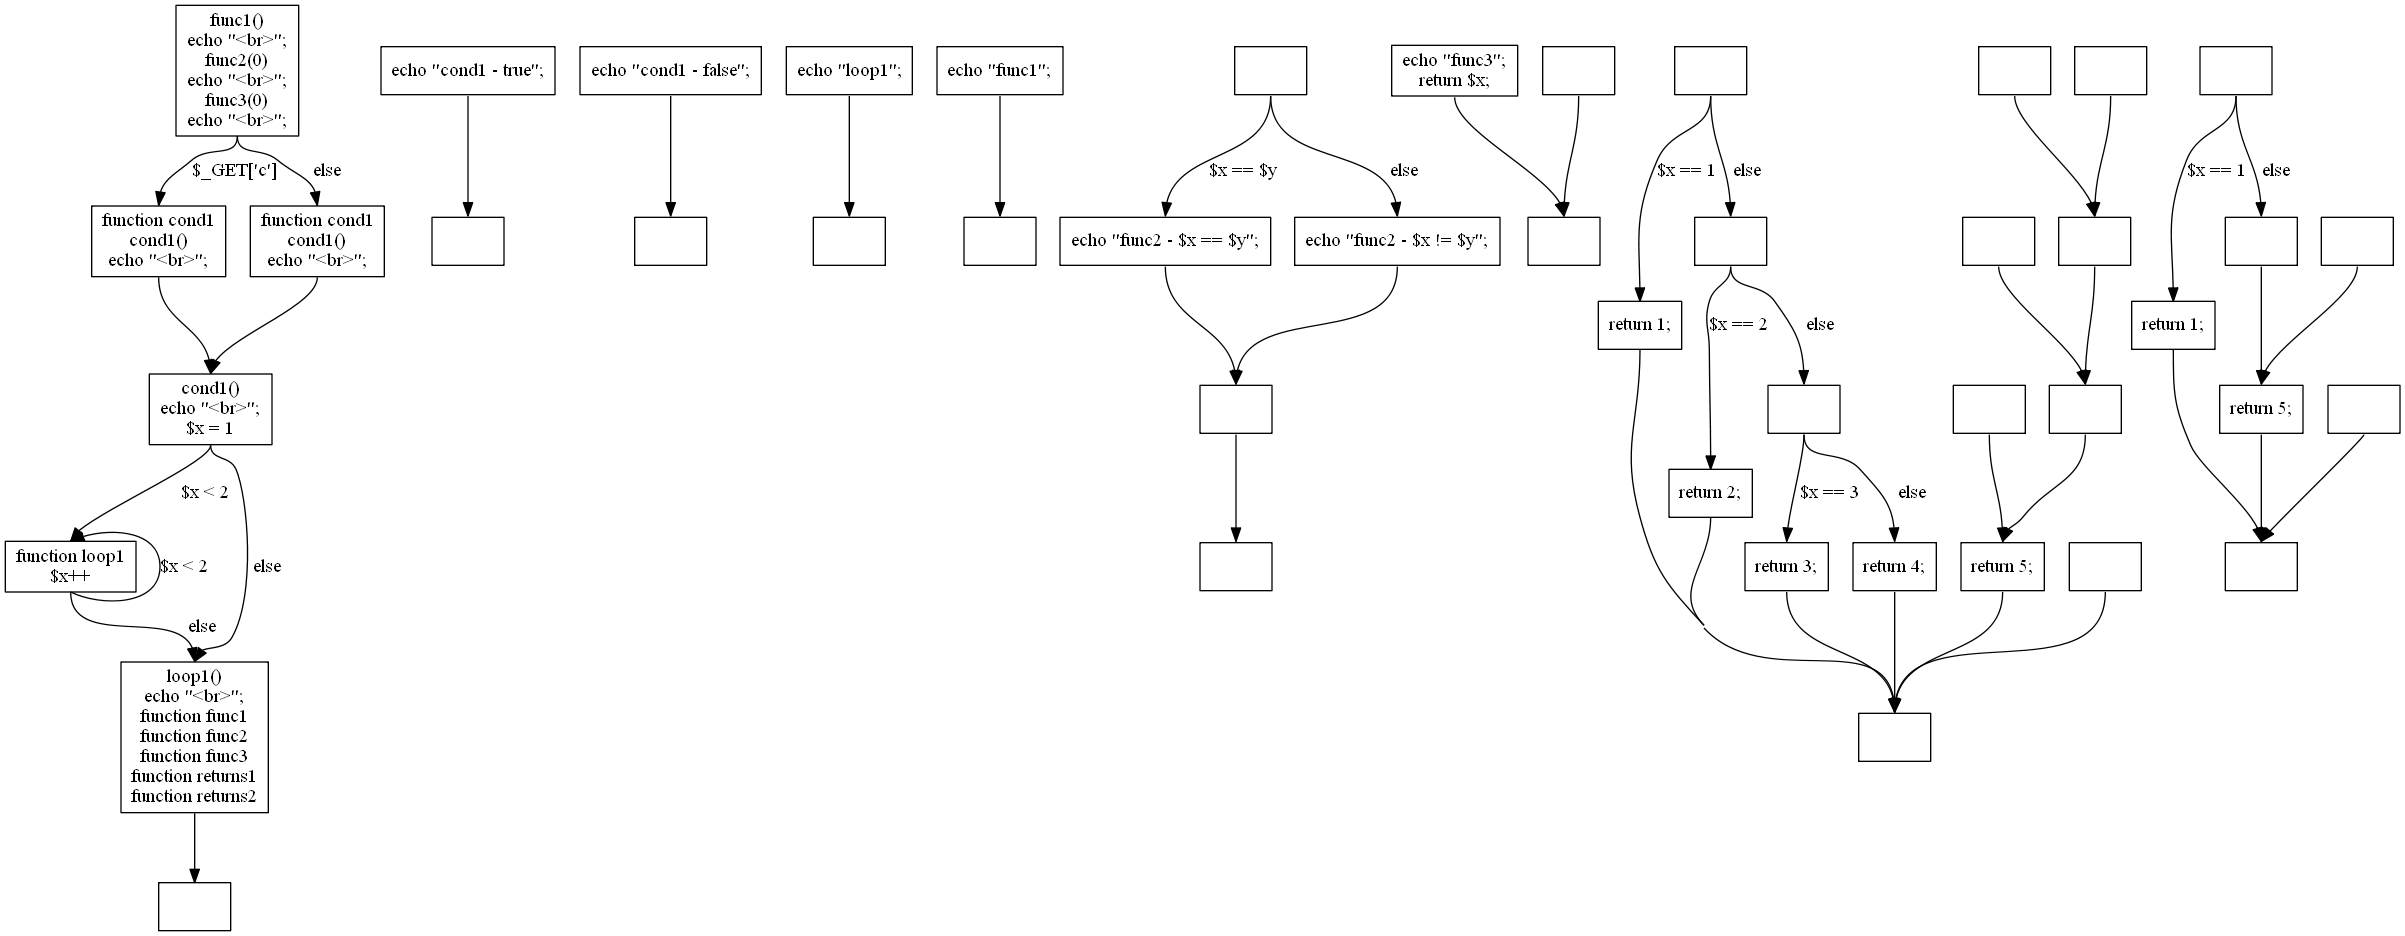 func1()
echo "<br>";
func2(0)
echo "<br>";
func3(0)
echo "<br>";
$_GET['c']
else
function cond1
cond1()
echo "<br>";
function cond1
cond1()
echo "<br>";
cond1()
echo "<br>";
$x = 1
$x < 2
function loop1
$x++
$x < 2
else
else
loop1()
echo "<br>";
function func1
function func2
function func3
function returns1
function returns2
echo "cond1 - true";
echo "cond1 - false";
echo "loop1";
echo "func1";
$x == $y
else
echo "func2 - $x == $y";
echo "func2 - $x != $y";
echo "func3";
return $x;
$x == 1
else
return 1;
$x == 2
else
return 2;
$x == 3
else
return 3;
return 4;
return 5;
$x == 1
else
return 1;
return 5;